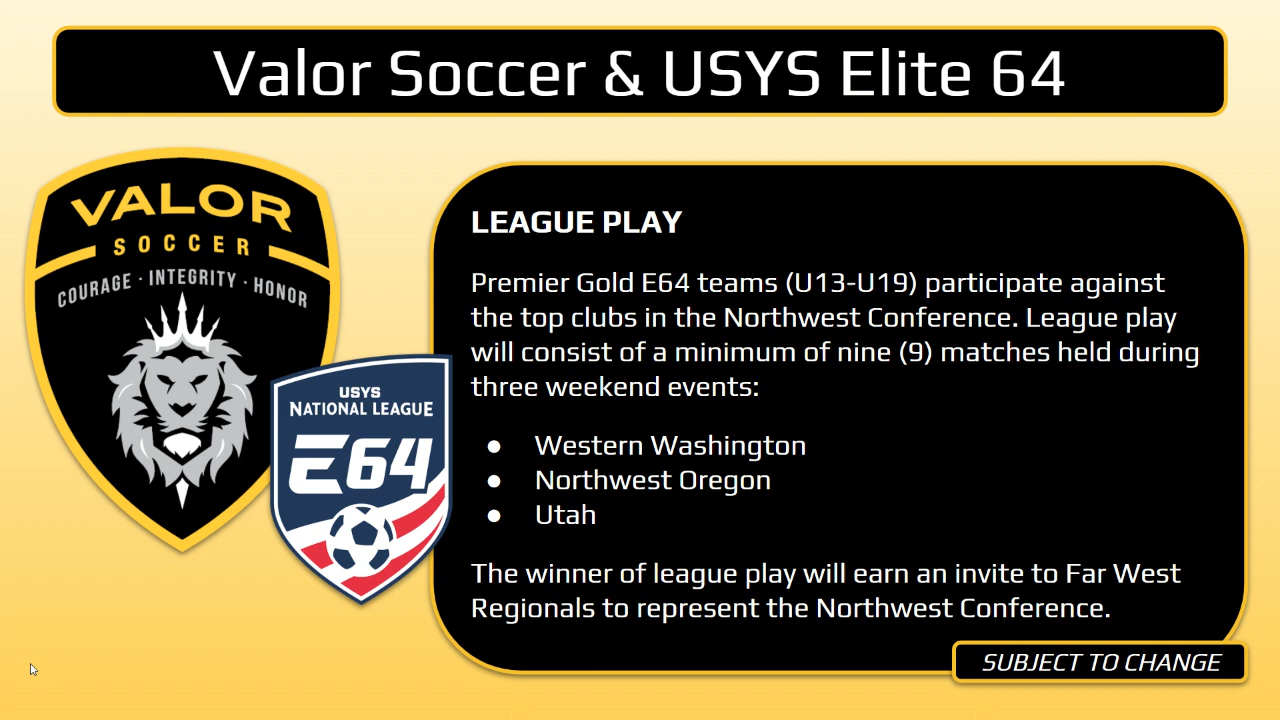 Valor Soccer & USYS Elite 64
VALOR
SOCCER
COURAGE · INTEGRITY · HONOR
USYS
NATIONAL LEAGUE
E64
LEAGUE PLAY
Premier Gold E64 teams (U13-U19) participate against
the top clubs in the Northwest Conference. League play
will consist of a minimum of nine (9) matches held during
three weekend events:
● Western Washington
● Northwest Oregon
● Utah
The winner of league play will earn an invite to Far West
Regionals to represent the Northwest Conference.
SUBJECT TO CHANGE